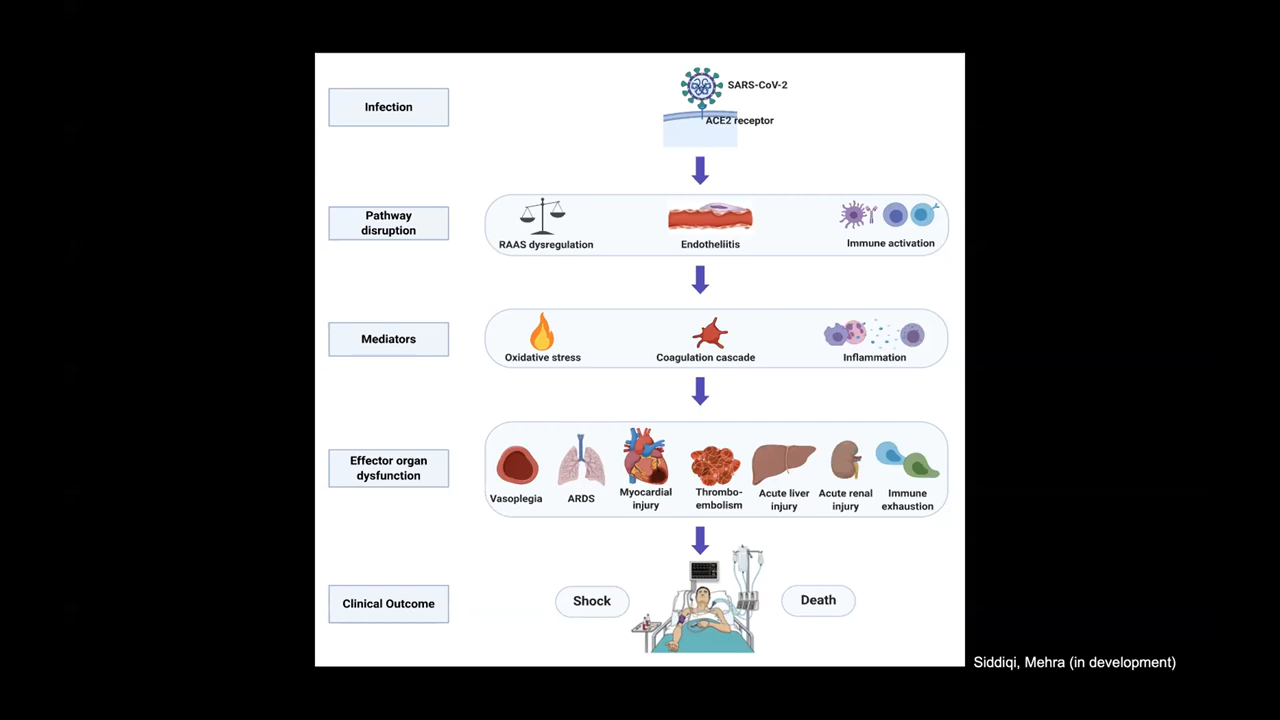 SARS-CoV-2
Infection
ACE2 receptor
Pathway
disruption
RAAS dysregulation
Endotheliitis
Immune activation
Mediators
Oxidative stress
Coagulation cascade
Inflammation
Effector organ
dysfunction
Vasoplegia
ARDS
Myocardial
injury
Thrombo-
embolism
Acute liver
injury
Acute renal
injury
Immune
exhaustion
Clinical Outcome
Shock
Death
Siddiqi, Mehra (in development)